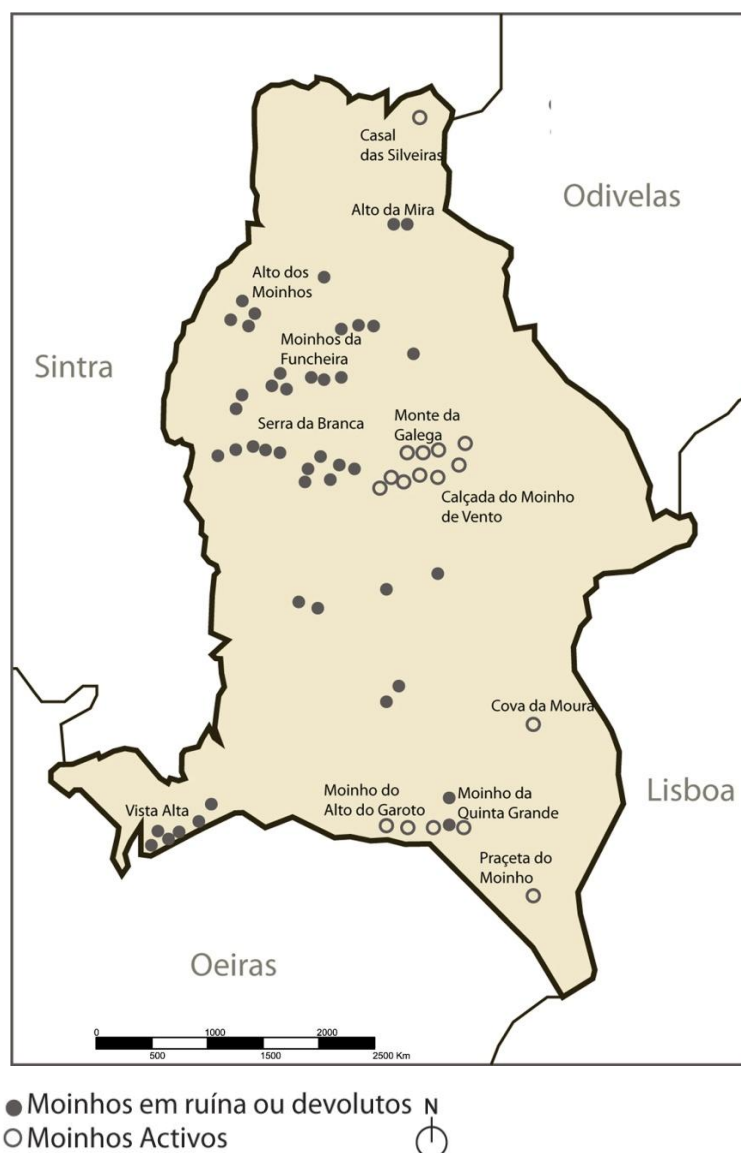 Casal
das Silveiras
Odivelas
Alto da Mira
Alto dos
Moinhos
Sintra
Moinhos da
Funcheira
Serra da Branca
Monte da
Galega
Calçada do Moinho
de Vento
Cova da Moura
Lisboa
Vista Alta
Moinho do
Alto do Garoto
Moinho da
Quinta Grande
Praçeta do
Moinho
Oeiras
0 1000 2000
500 1500 2500 Km
Moinhos em ruína ou devolutos
N
Moinhos Activos